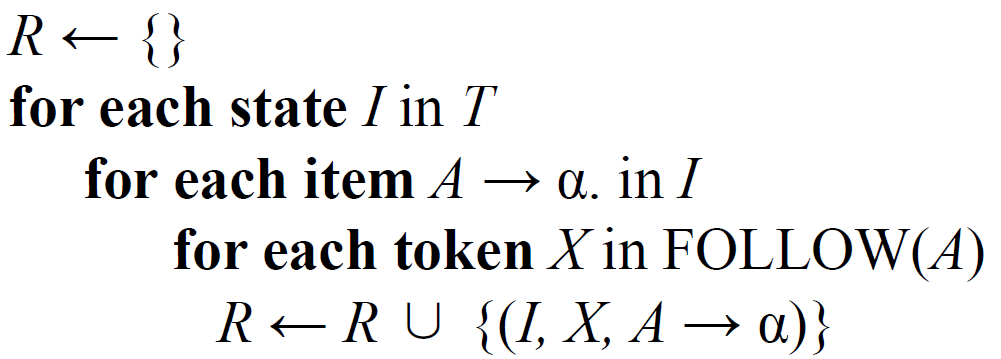 R ← {}
for each state I in T
for each item A → α. in I
for each token X in FOLLOW(A)
R ← R ∪ {(I, X, A → α)}